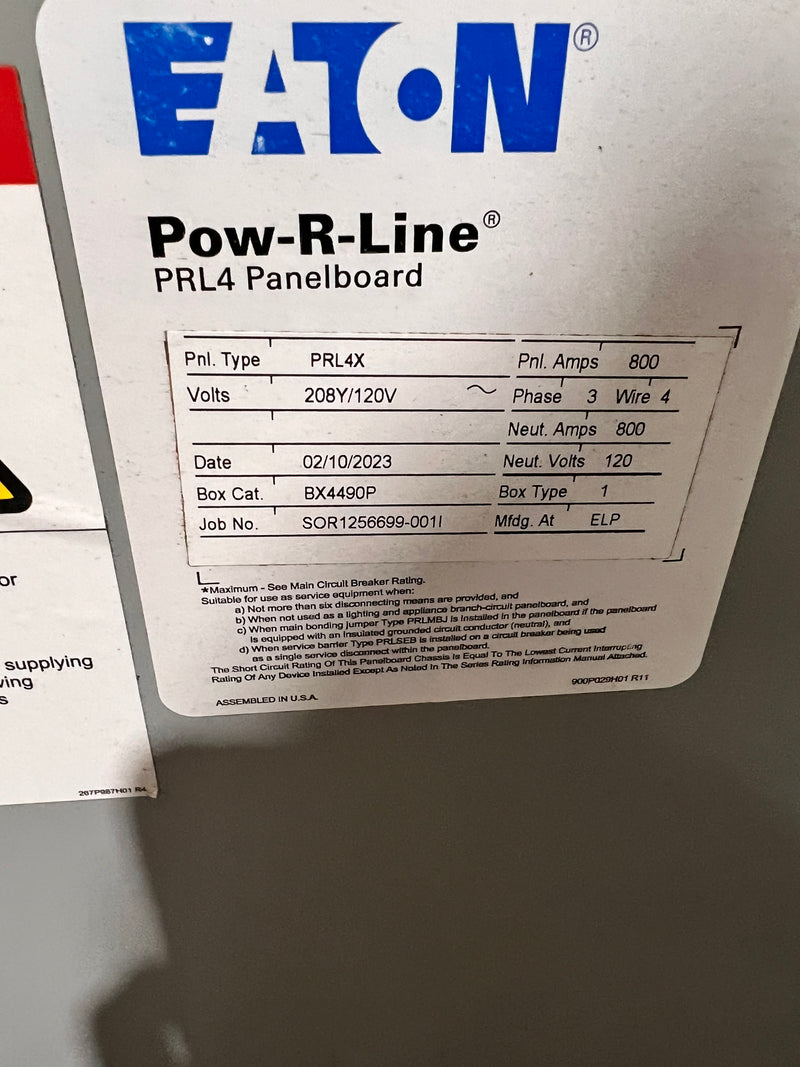 EATON®
Pow-R-Line®
PRL4 Panelboard
Pnl. Type PRL4X Pnl. Amps 800
Volts 208Y/120V ~ Phase 3 Wire 4
Neut. Amps 800
Date 02/10/2023 Neut. Volts 120
Box Cat. BX4490P Box Type 1
Job No. SOR1256699-001I Mfdg. At ELP
*Maximum - See Main Circuit Breaker Rating.
Suitable for use as service equipment when:
a) Not more than six disconnecting means are provided, and
b) When not used as a lighting and appliance branch-circuit panelboard, and
c) When main bonding jumper Type PRLMBJ is installed in the panelboard if the panelboard
is equipped with an insulated grounded circuit conductor (neutral), and
d) When service barrier Type PRLSEB is installed on a circuit breaker being used
as a single service disconnect within the panelboard.
The Short Circuit Rating Of This Panelboard Chassis Is Equal To The Lowest Current Interrupting
Rating Of Any Device Installed Except As Noted In The Series Rating Information Manual Attached.
900P029H01 R11
ASSEMBLED IN U.S.A.
or
supplying
ving
s
267P987H01 R4